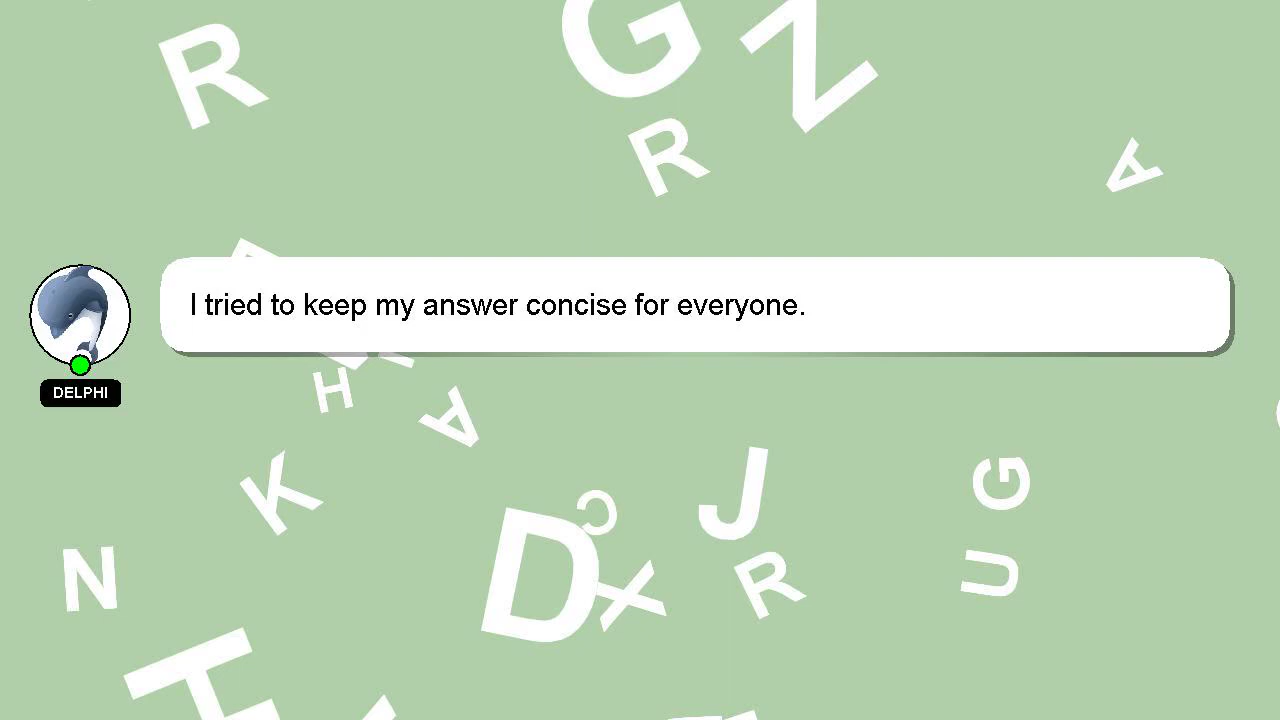 R
G
Z
R
A
I tried to keep my answer concise for everyone.
DELPHI
H
A
K
J
G
D
C
N
X
R
U